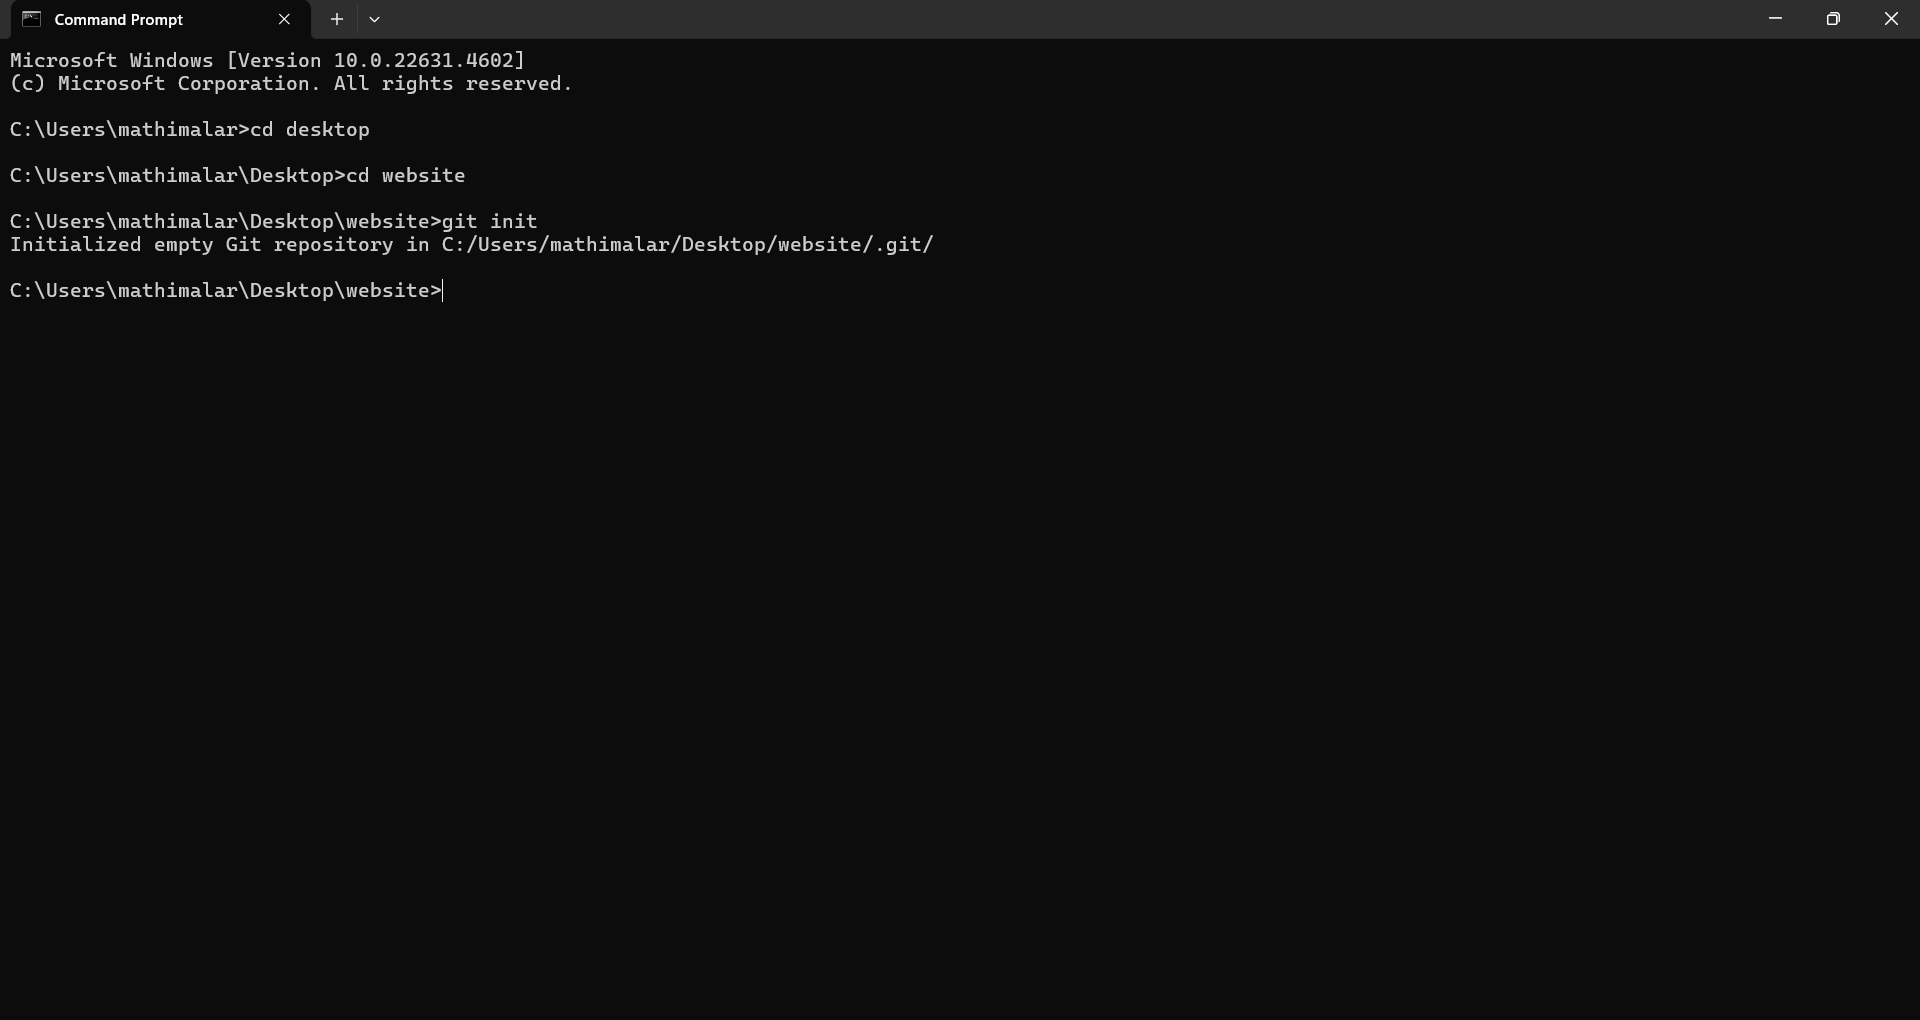 Command Prompt
Microsoft Windows [Version 10.0.22631.4602]
(c) Microsoft Corporation. All rights reserved.
C:\Users\mathimalar>cd desktop
C:\Users\mathimalar\Desktop>cd website
C:\Users\mathimalar\Desktop\website>git init
Initialized empty Git repository in C:/Users/mathimalar/Desktop/website/.git/
C:\Users\mathimalar\Desktop\website>